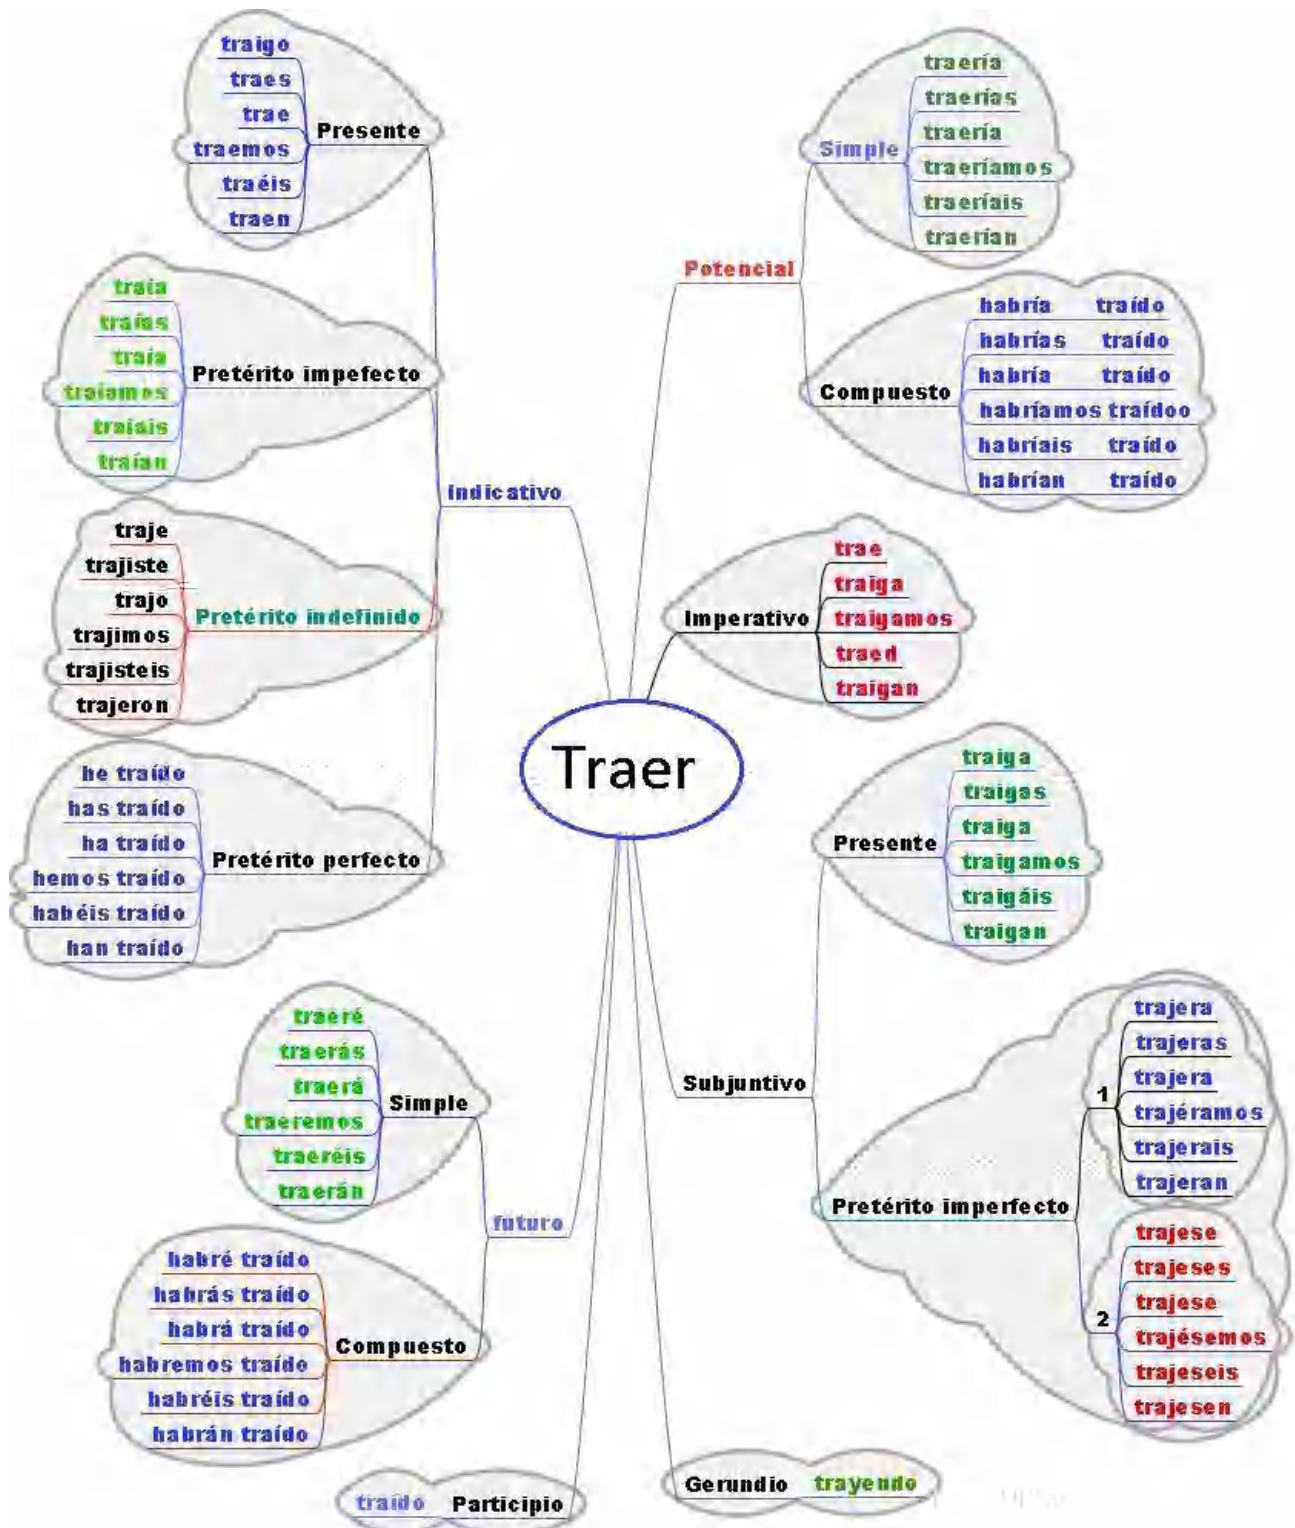 Traer
Indicativo
Presente
traigo
traes
trae
traemos
traéis
traen
Pretérito impefecto
traía
traías
traía
traíamos
traíais
traían
Pretérito indefinido
traje
trajiste
trajo
trajimos
trajisteis
trajeron
Pretérito perfecto
he traído
has traído
ha traído
hemos traído
habéis traído
han traído
futuro
Simple
traeré
traerás
traerá
traeremos
traeréis
traerán
Compuesto
habré traído
habrás traído
habrá traído
habremos traído
habréis traído
habrán traído
Participio
traído
Potencial
Simple
traería
traerías
traería
traeríamos
traeríais
traerían
Compuesto
habría traído
habrías traído
habría traído
habríamos traídoo
habríais traído
habrían traído
Imperativo
trae
traiga
traigamos
traed
traigan
Subjuntivo
Presente
traiga
traigas
traiga
traigamos
traigáis
traigan
Pretérito imperfecto
1
trajera
trajeras
trajera
trajéramos
trajerais
trajeran
2
trajese
trajeses
trajese
trajésemos
trajeseis
trajesen
Gerundio
trayendo